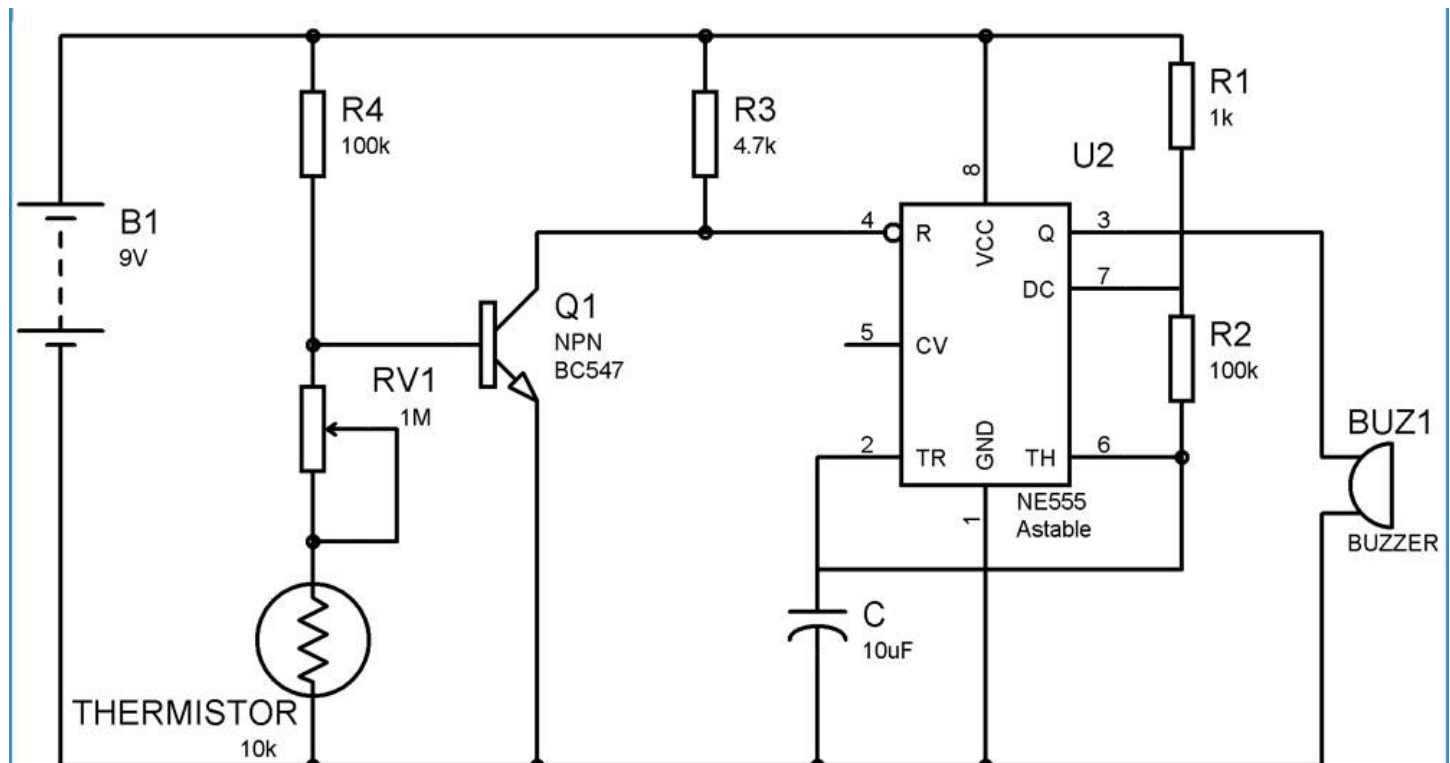 R4
100k
R3
4.7k
R1
1k
U2
B1
9V
8
4
R
VCC
Q
3
DC
7
Q1
NPN
BC547
5
CV
R2
100k
RV1
1M
2
TR
GND
TH
6
BUZ1
NE555
Astable
1
BUZZER
C
10uF
THERMISTOR
10k